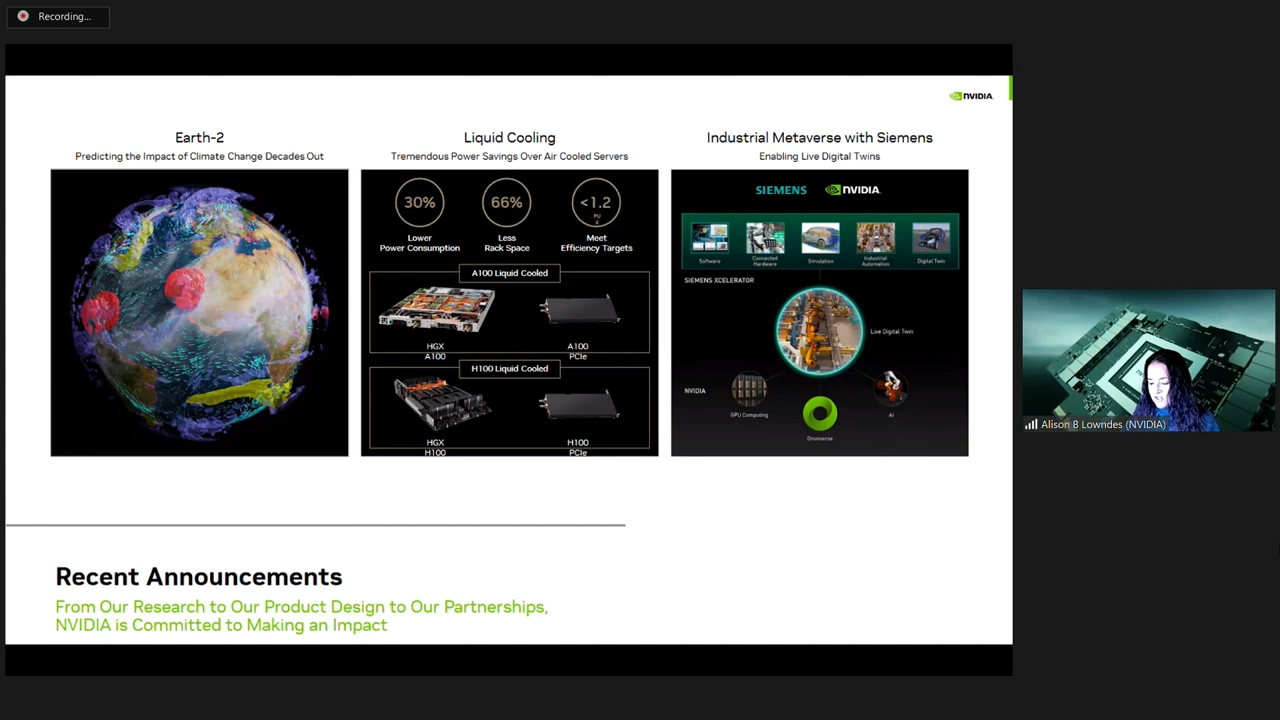 Recording...
NVIDIA
Earth-2
Predicting the Impact of Climate Change Decades Out
Liquid Cooling
Tremendous Power Savings Over Air Cooled Servers
30%
66%
<1.2
PU
E
Lower
Power Consumption
Less
Rack Space
Meet
Efficiency Targets
A100 Liquid Cooled
HGX
A100
A100
PCIe
H100 Liquid Cooled
HGX
H100
H100
PCIe
Industrial Metaverse with Siemens
Enabling Live Digital Twins
SIEMENS
NVIDIA
Software
Connected
Hardware
Simulation
Industrial
Automation
Digital Twin
SIEMENS XCELERATOR
Live Digital Twin
NVIDIA
GPU Computing
Omniverse
AI
Recent Announcements
From Our Research to Our Product Design to Our Partnerships,
NVIDIA is Committed to Making an Impact
Alison B Lowndes (NVIDIA)